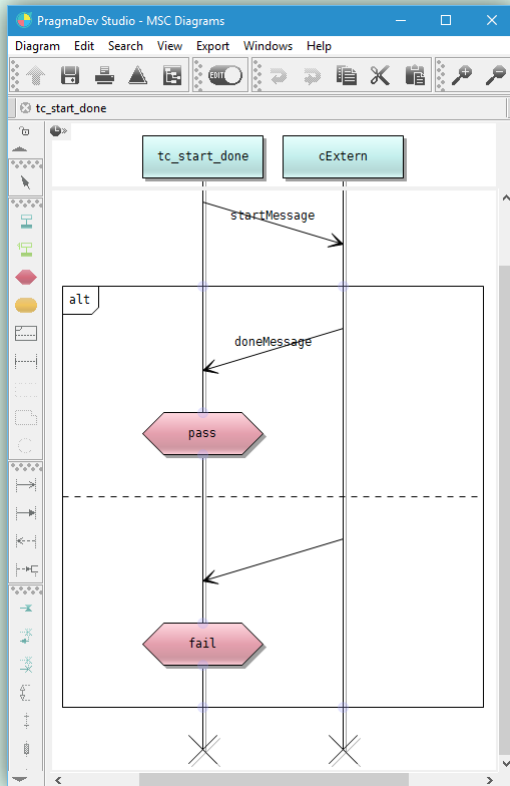 PragmaDev Studio - MSC Diagrams
Diagram Edit Search View Export Windows Help
EDIT
tc_start_done
tc_start_done cExtern
startMessage
alt
doneMessage
pass
fail